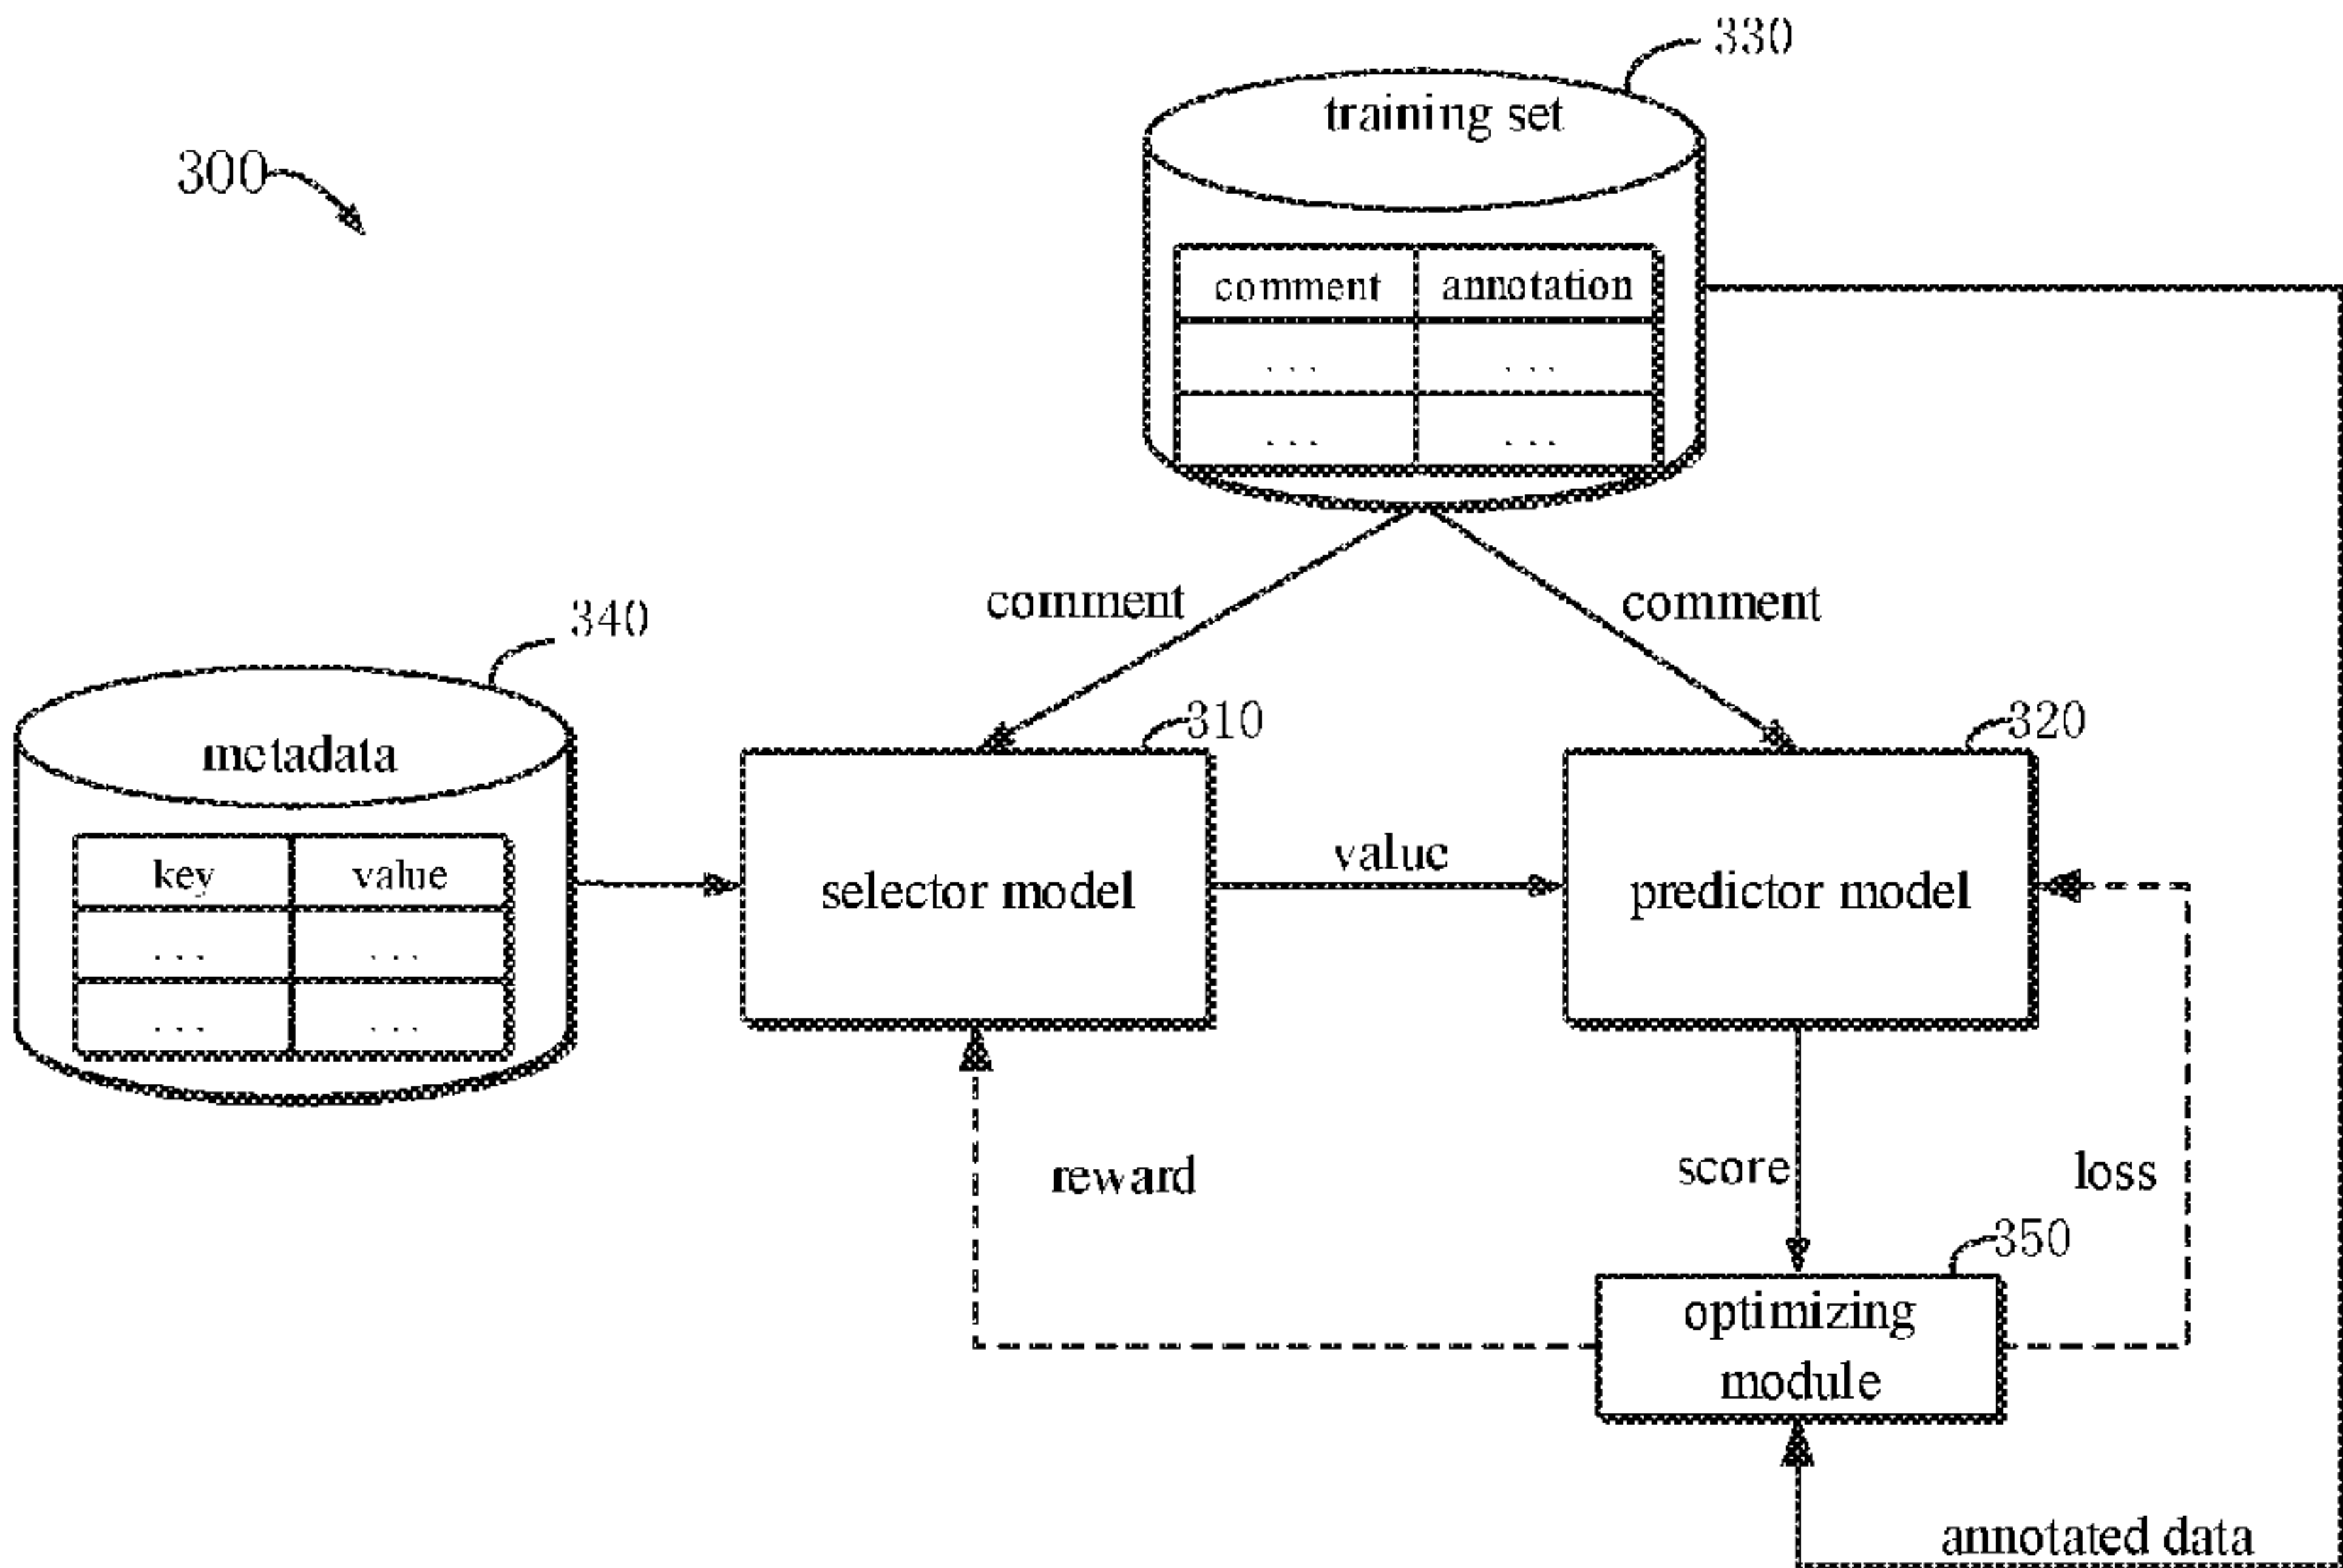 330
training set
300
comment annotation
... ...
... ...
comment comment
340
310 320
metadata
value
key value
selector model predictor model
... ...
... ...
reward score loss
350
optimizing
module
annotated data